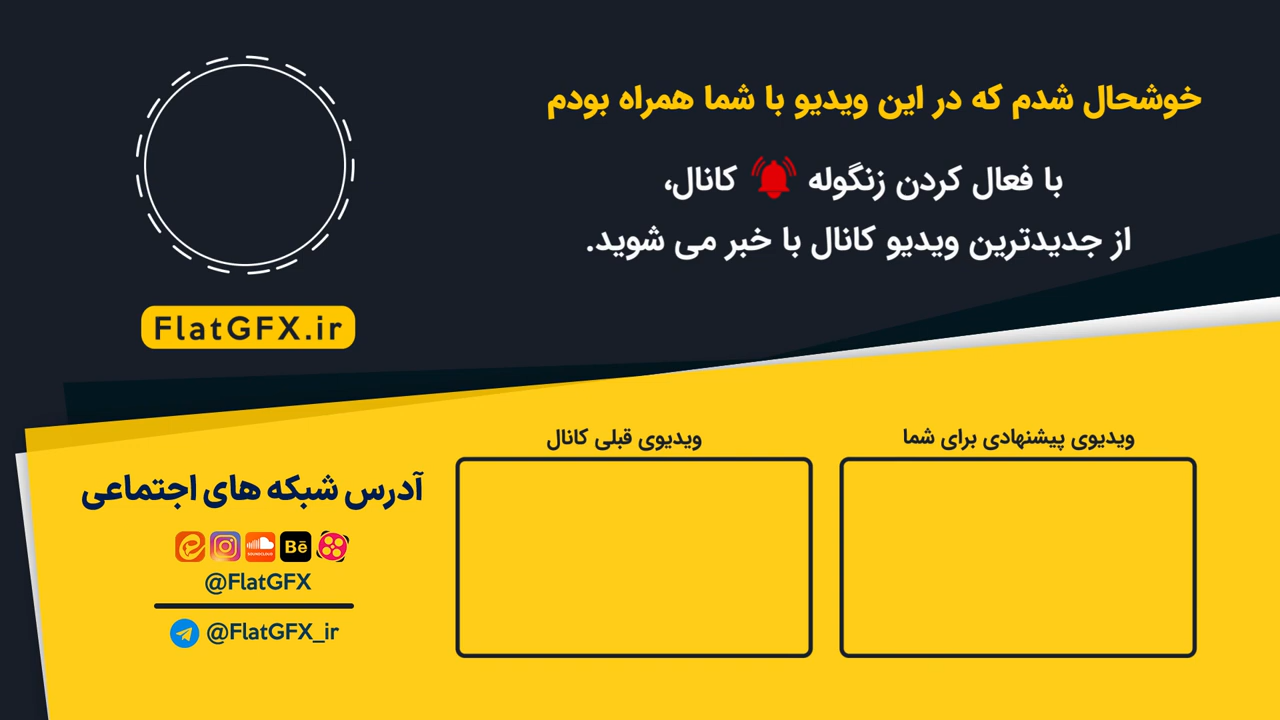 خوشحال شدم که در این ویدیو با شما همراه بودم
با فعال کردن زنگوله کانال،
از جدیدترین ویدیو کانال با خبر می شوید.
FlatGFX.ir
ویدیوی پیشنهادی برای شما
ویدیوی قبلی کانال
آدرس شبکه های اجتماعی
Bē
@FlatGFX
@FlatGFX_ir